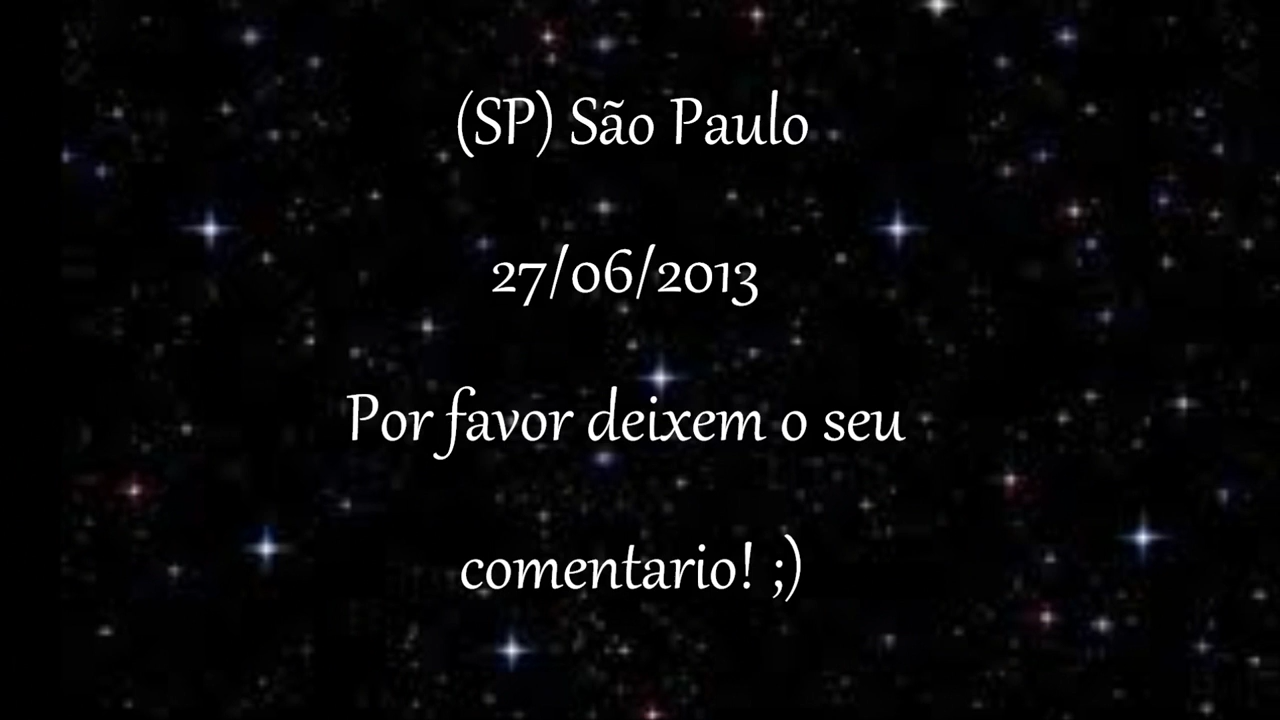 (SP) São Paulo
27/06/2013
Por favor deixem o seu
comentario! ;)